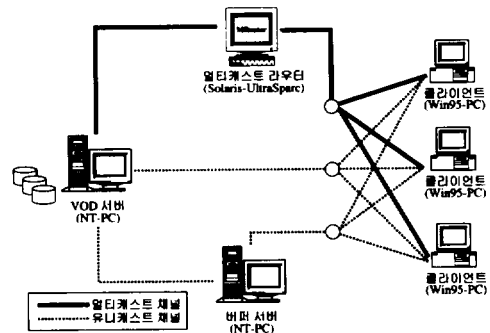 멀티캐스트 라우터
(Solaris-UltraSparc)
클라이언트
(Win95-PC)
클라이언트
(Win95-PC)
VOD 서버
(NT-PC)
클라이언트
(Win95-PC)
버퍼 서버
(NT-PC)
멀티캐스트 채널
유니캐스트 채널